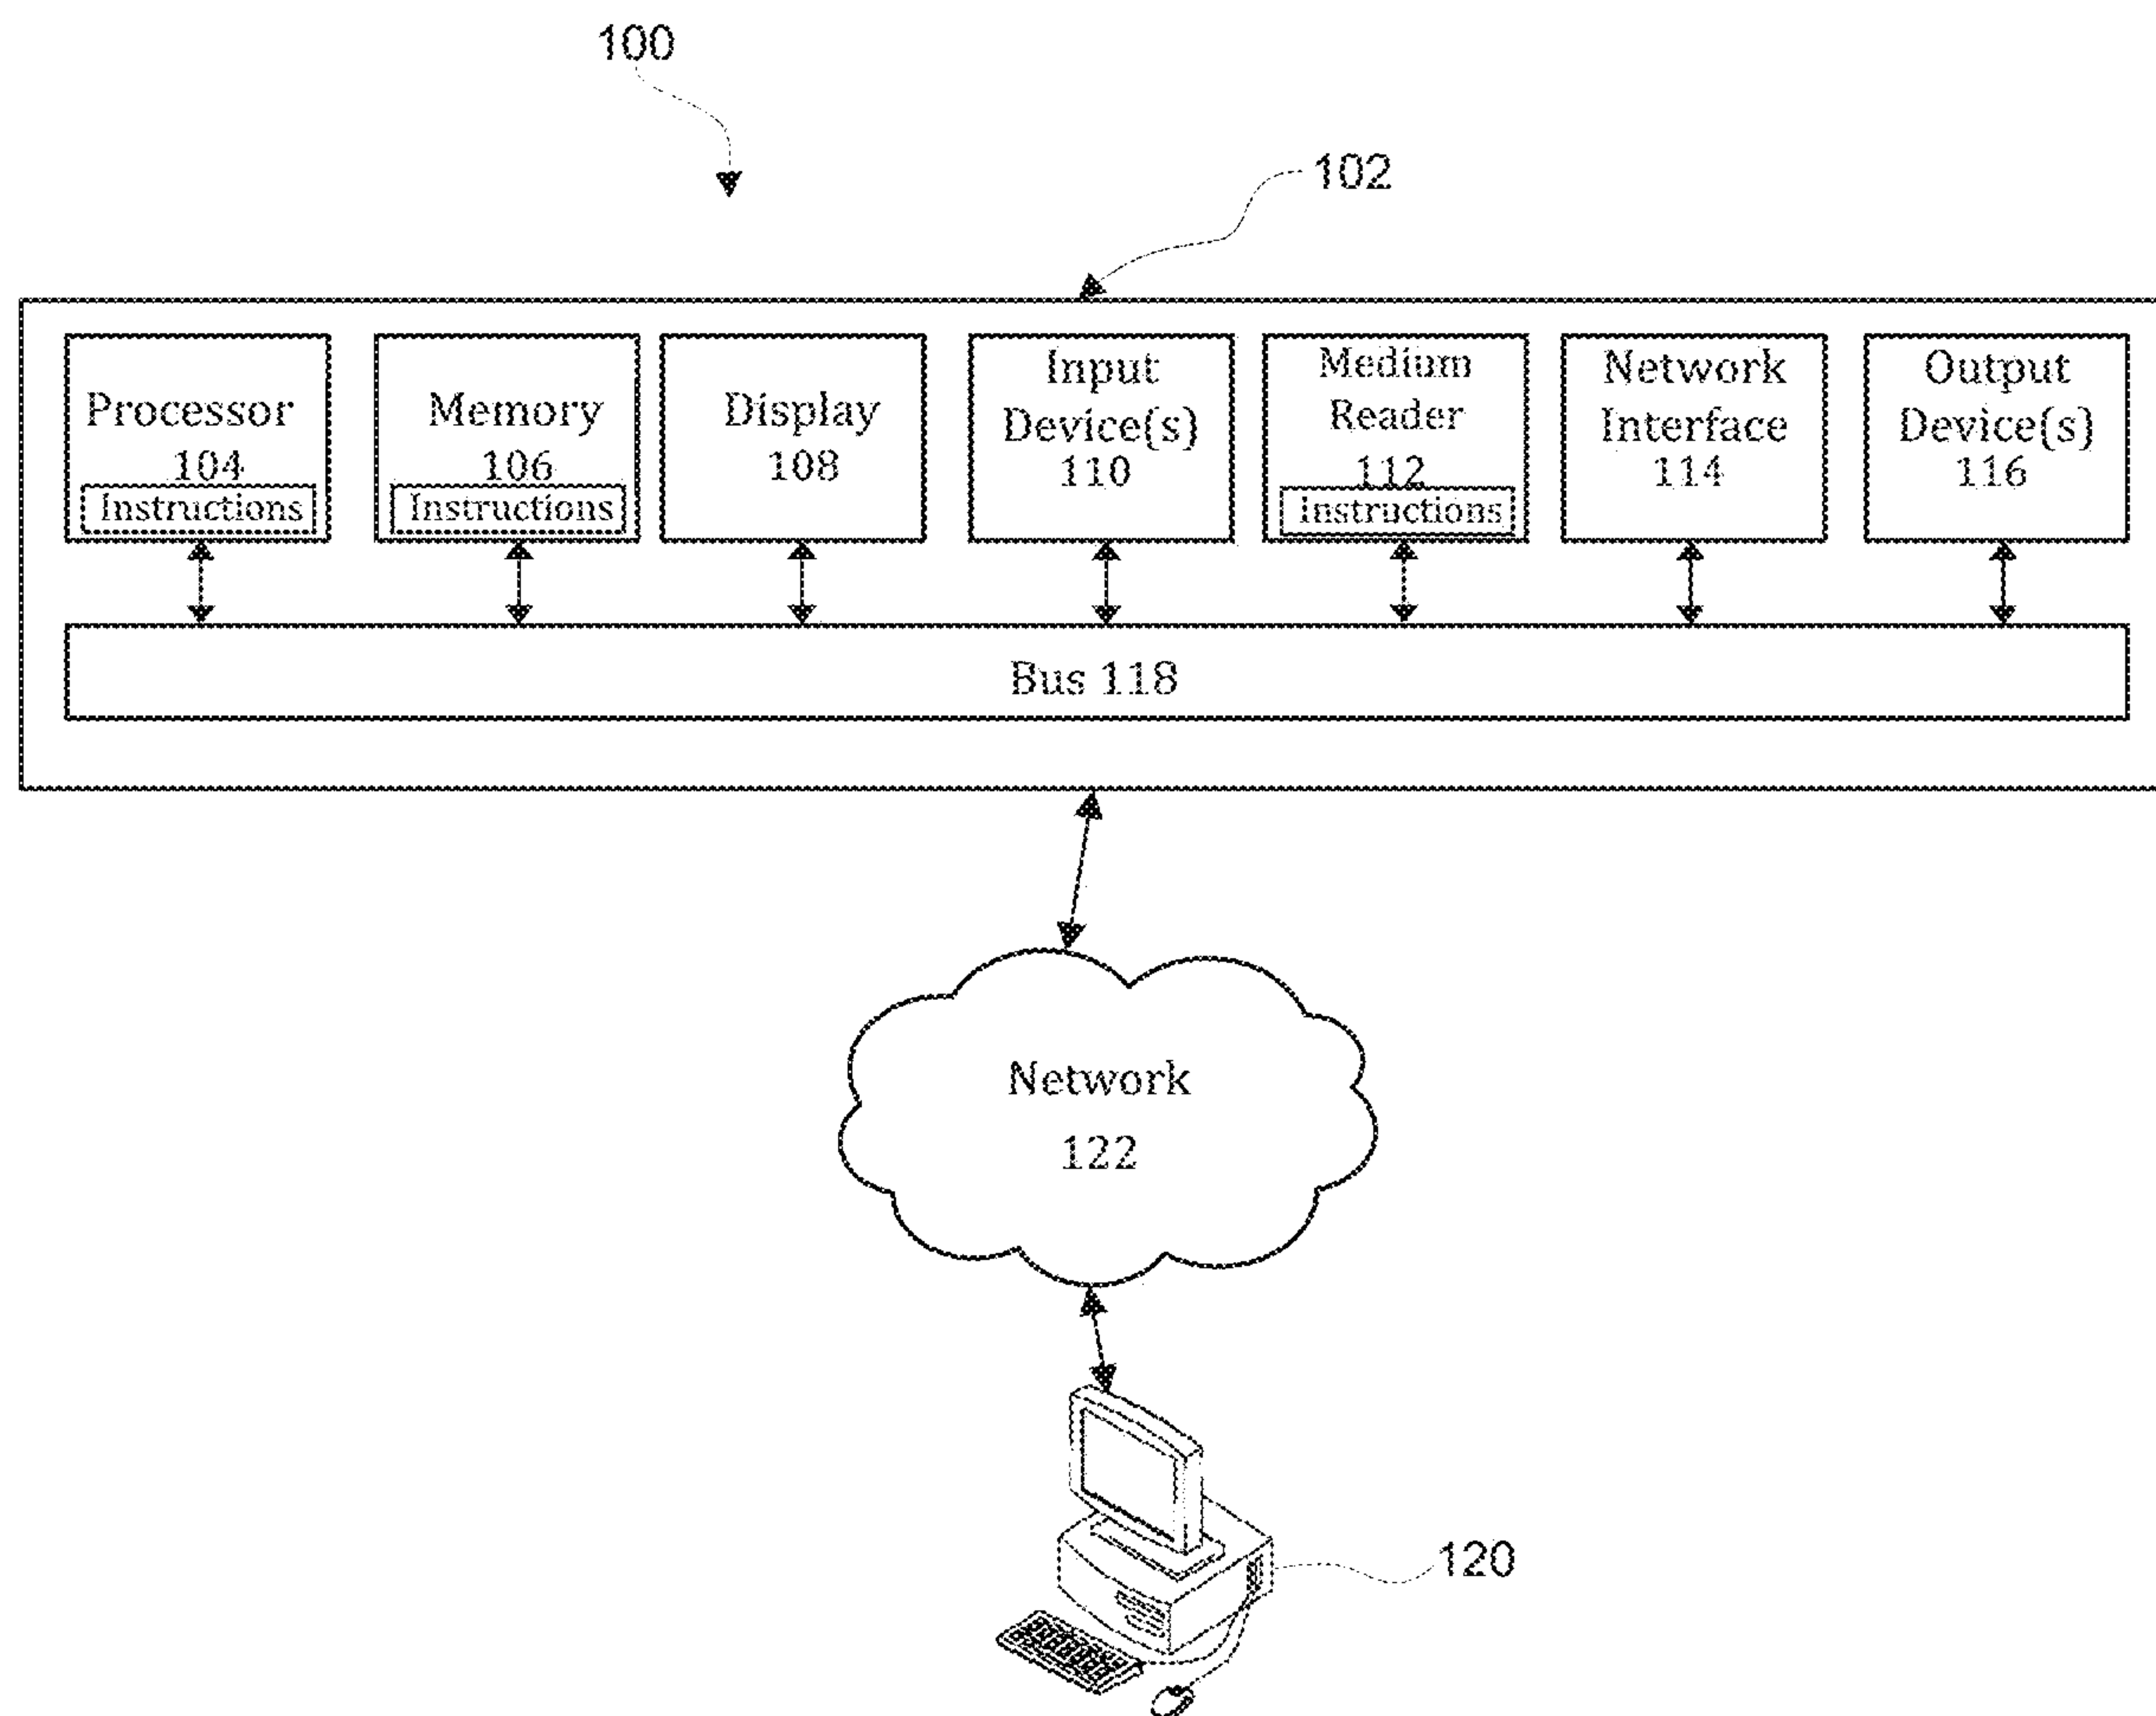 100
102
Processor
104
Instructions
Memory
106
Instructions
Display
108
Input
Device(s)
110
Medium
Reader
112
Instructions
Network
Interface
114
Output
Device(s)
116
Bus 118
Network
122
120